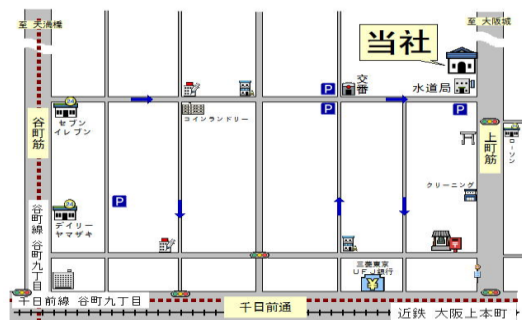 至 天満橋
至 大阪城
当社
交番
水道局
セブン
イレブン
コインランドリー
谷町筋
上町筋
ローソン
クリーニング
デイリー
ヤマザキ
谷町線 谷町九丁目
三菱東京
UFJ銀行
千日前線 谷町九丁目
千日前通
近鉄 大阪上本町
P
P
P
P
¥